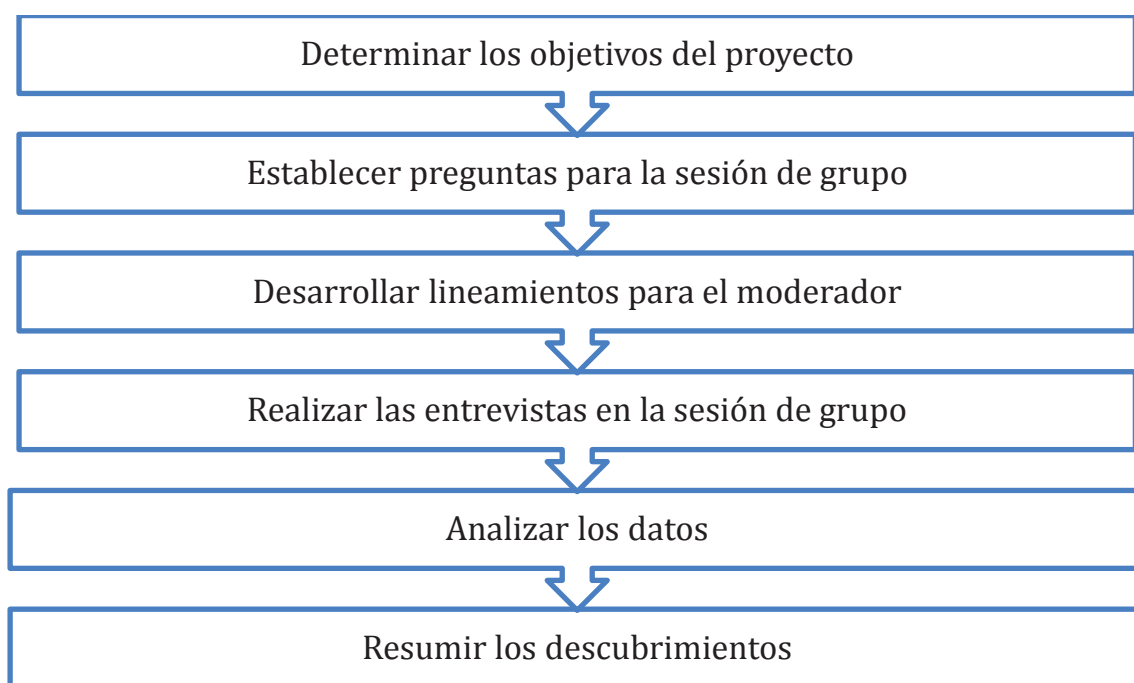 Determinar los objetivos del proyecto
Establecer preguntas para la sesión de grupo
Desarrollar lineamientos para el moderador
Realizar las entrevistas en la sesión de grupo
Analizar los datos
Resumir los descubrimientos